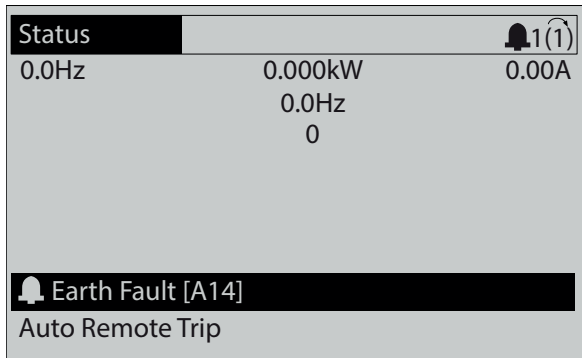 Status 1(1)
0.0Hz 0.000kW 0.00A
0.0Hz
0
Earth Fault [A14]
Auto Remote Trip